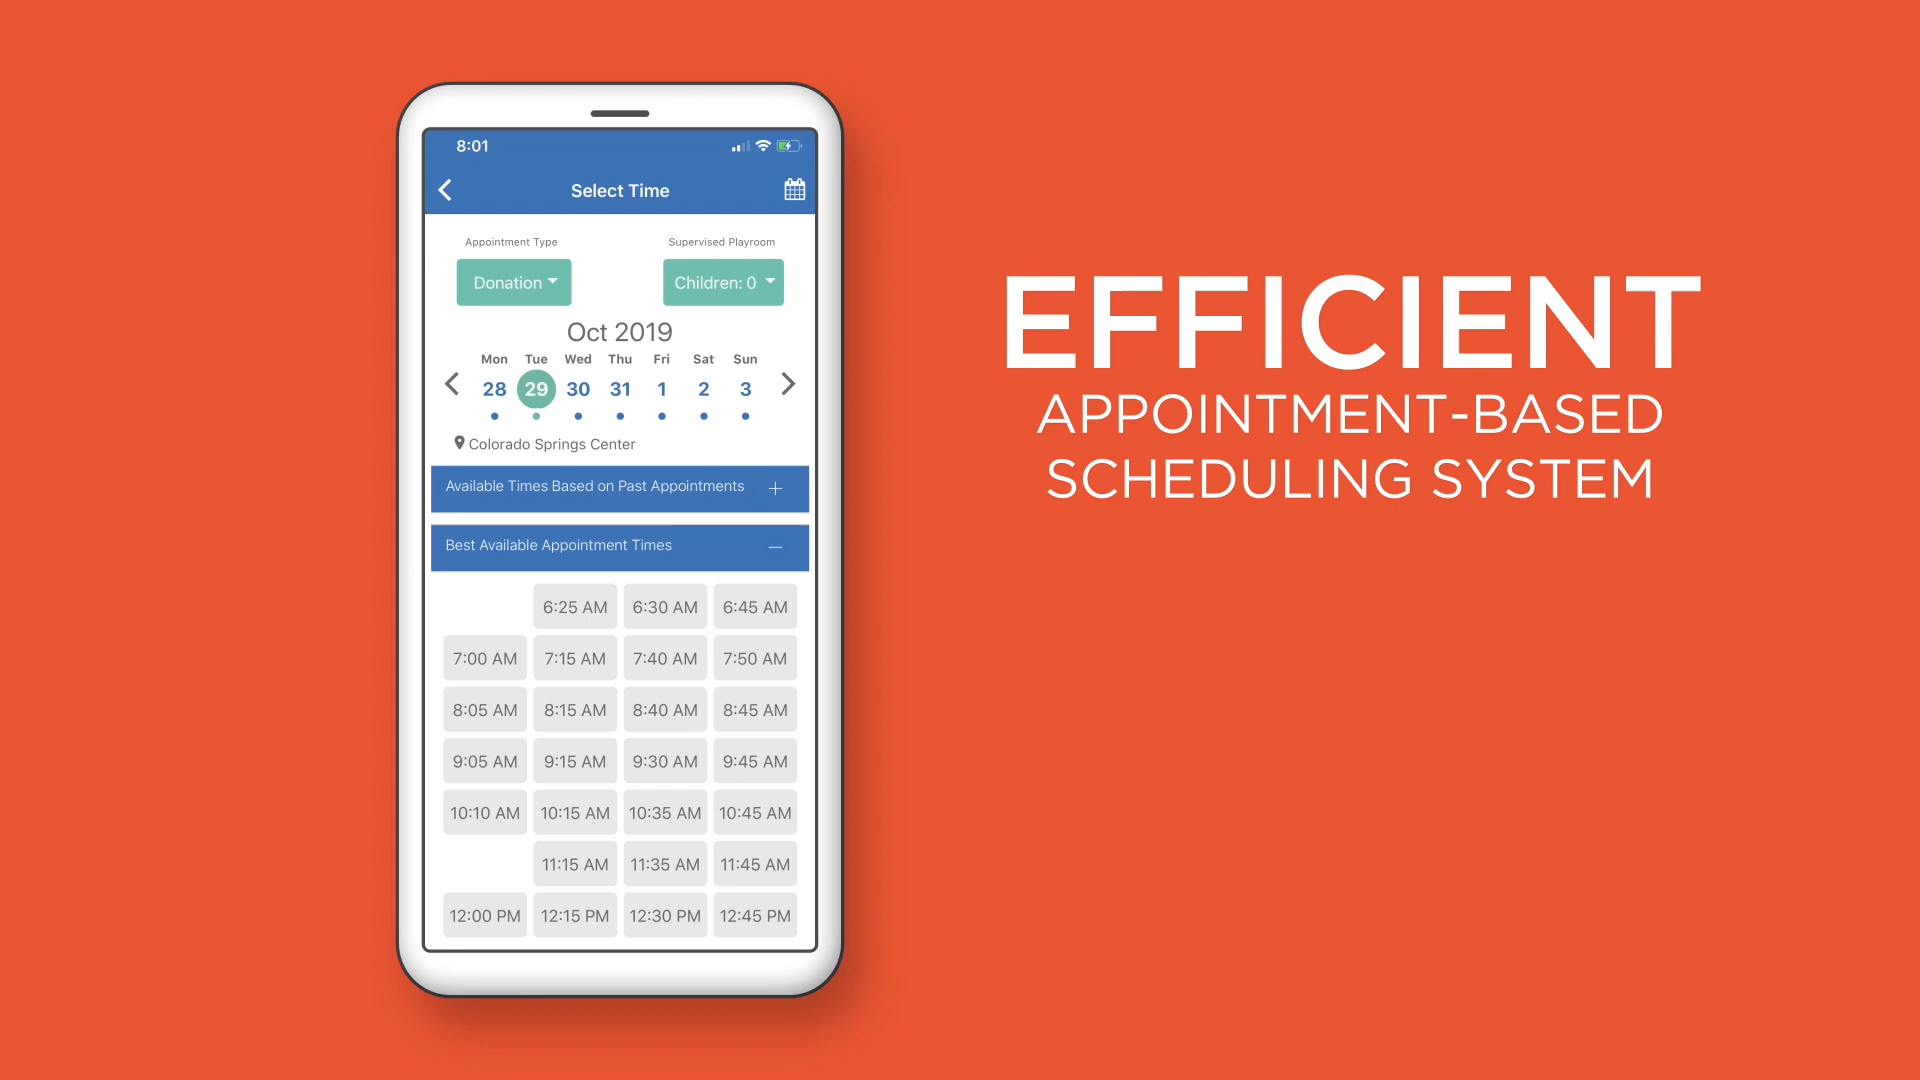 8:01
Select Time
Appointment Type Supervised Playroom
Donation Children: 0
Oct 2019
Mon Tue Wed Thu Fri Sat Sun
28 29 30 31 1 2 3
Colorado Springs Center
Available Times Based on Past Appointments
Best Available Appointment Times
6:25 AM 6:30 AM 6:45 AM
7:00 AM 7:15 AM 7:40 AM 7:50 AM
8:05 AM 8:15 AM 8:40 AM 8:45 AM
9:05 AM 9:15 AM 9:30 AM 9:45 AM
10:10 AM 10:15 AM 10:35 AM 10:45 AM
11:15 AM 11:35 AM 11:45 AM
12:00 PM 12:15 PM 12:30 PM 12:45 PM
EFFICIENT
APPOINTMENT-BASED
SCHEDULING SYSTEM